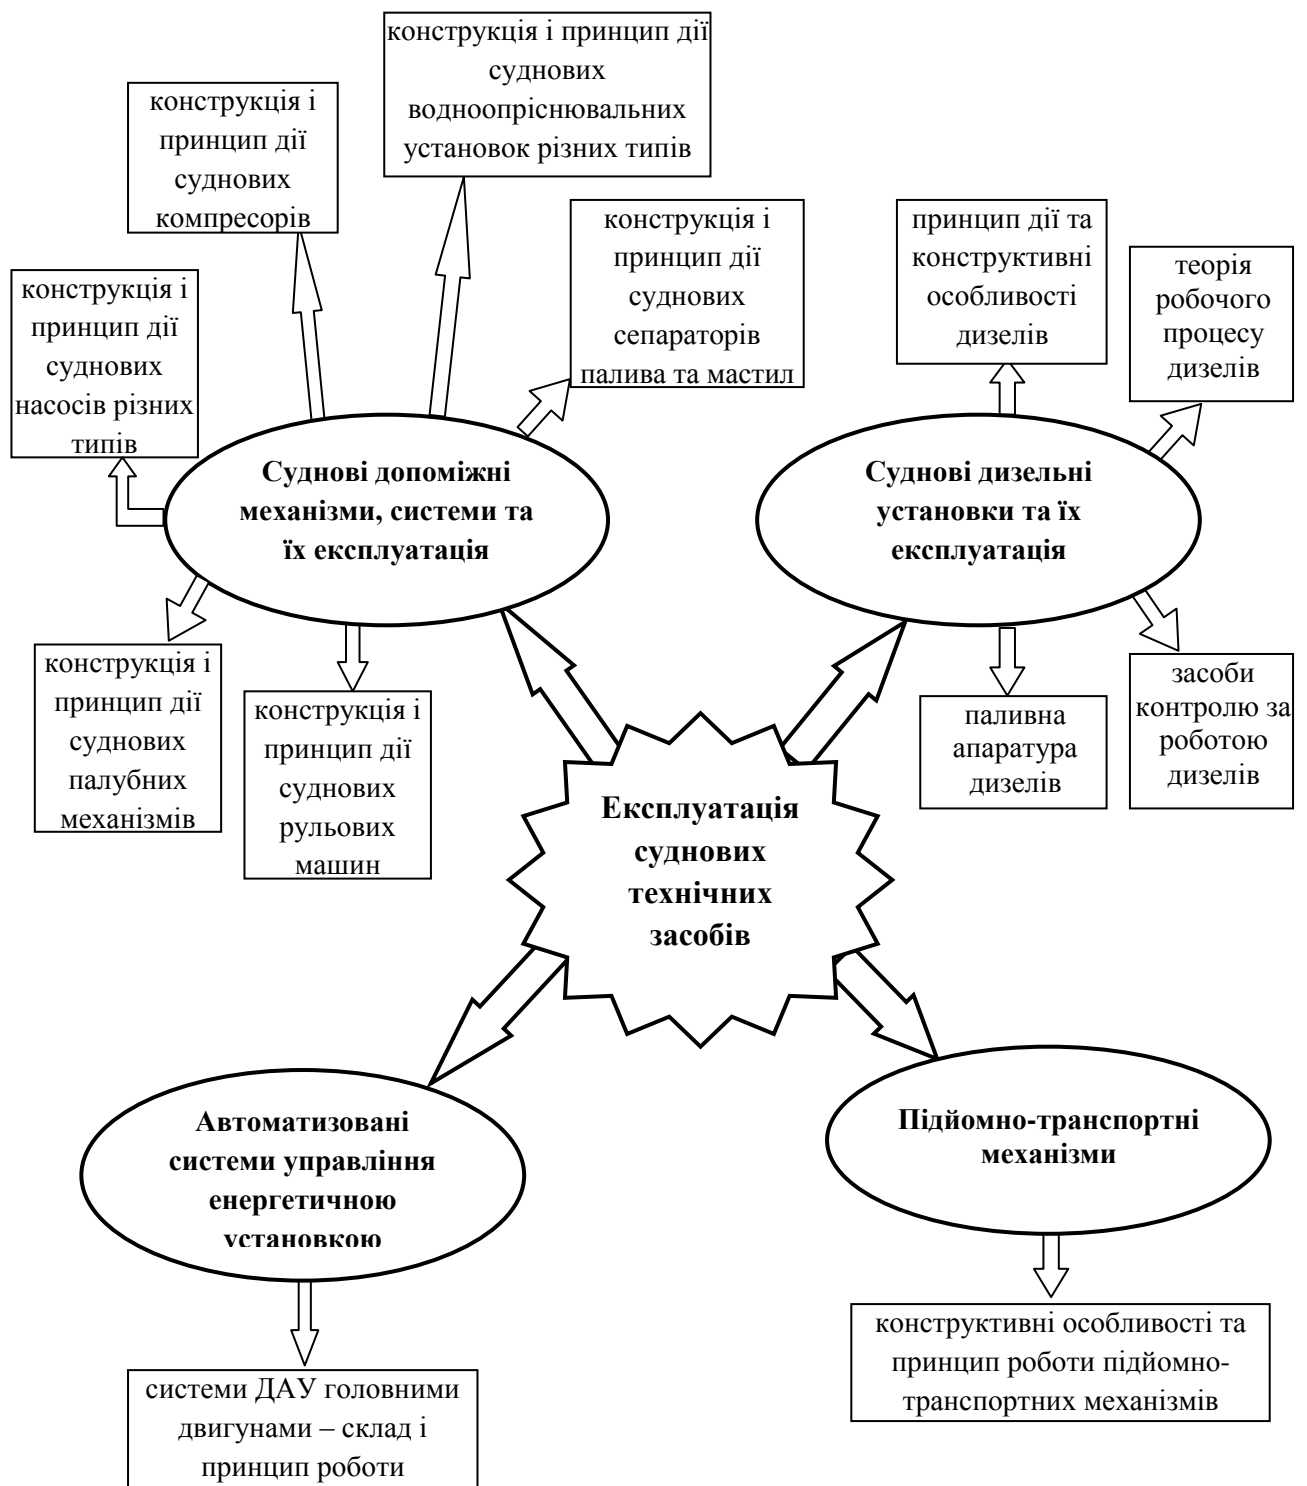 конструкція і принцип дії
суднових
водноопріснювальних
установок різних типів
конструкція і
принцип дії
суднових
компресорів
конструкція і
принцип дії
суднових
сепараторів
палива та мастил
принцип дії та
конструктивні
особливості
дизелів
теорія
робочого
процесу
дизелів
конструкція і
принцип дії
суднових
насосів різних
типів
Суднові допоміжні
механізми, системи та
їх експлуатація
Суднові дизельні
установки та їх
експлуатація
конструкція і
принцип дії
суднових
палубних
механізмів
конструкція і
принцип дії
суднових
рульових
машин
паливна
апаратура
дизелів
засоби
контролю за
роботою
дизелів
Експлуатація
суднових
технічних
засобів
Автоматизовані
системи управління
енергетичною
установкою
Підйомно-транспортні
механізми
конструктивні особливості та
принцип роботи підйомно-
транспортних механізмів
системи ДАУ головними
двигунами – склад і
принцип роботи